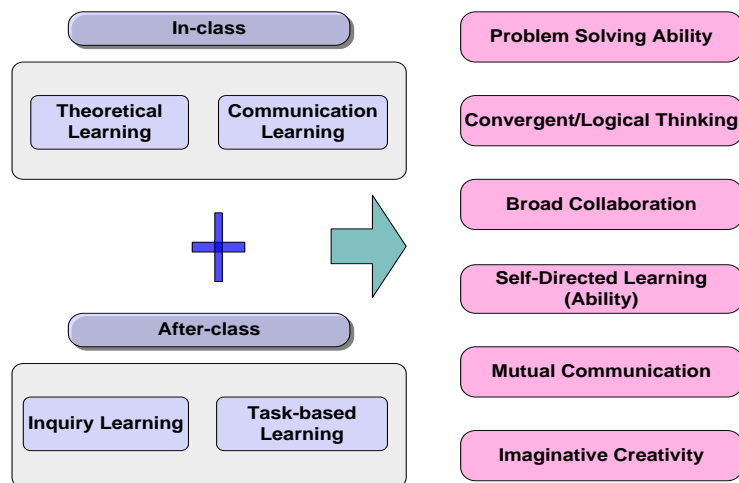 In-class
Theoretical
Learning
Communication
Learning
After-class
Inquiry Learning
Task-based
Learning
Problem Solving Ability
Convergent/Logical Thinking
Broad Collaboration
Self-Directed Learning
(Ability)
Mutual Communication
Imaginative Creativity